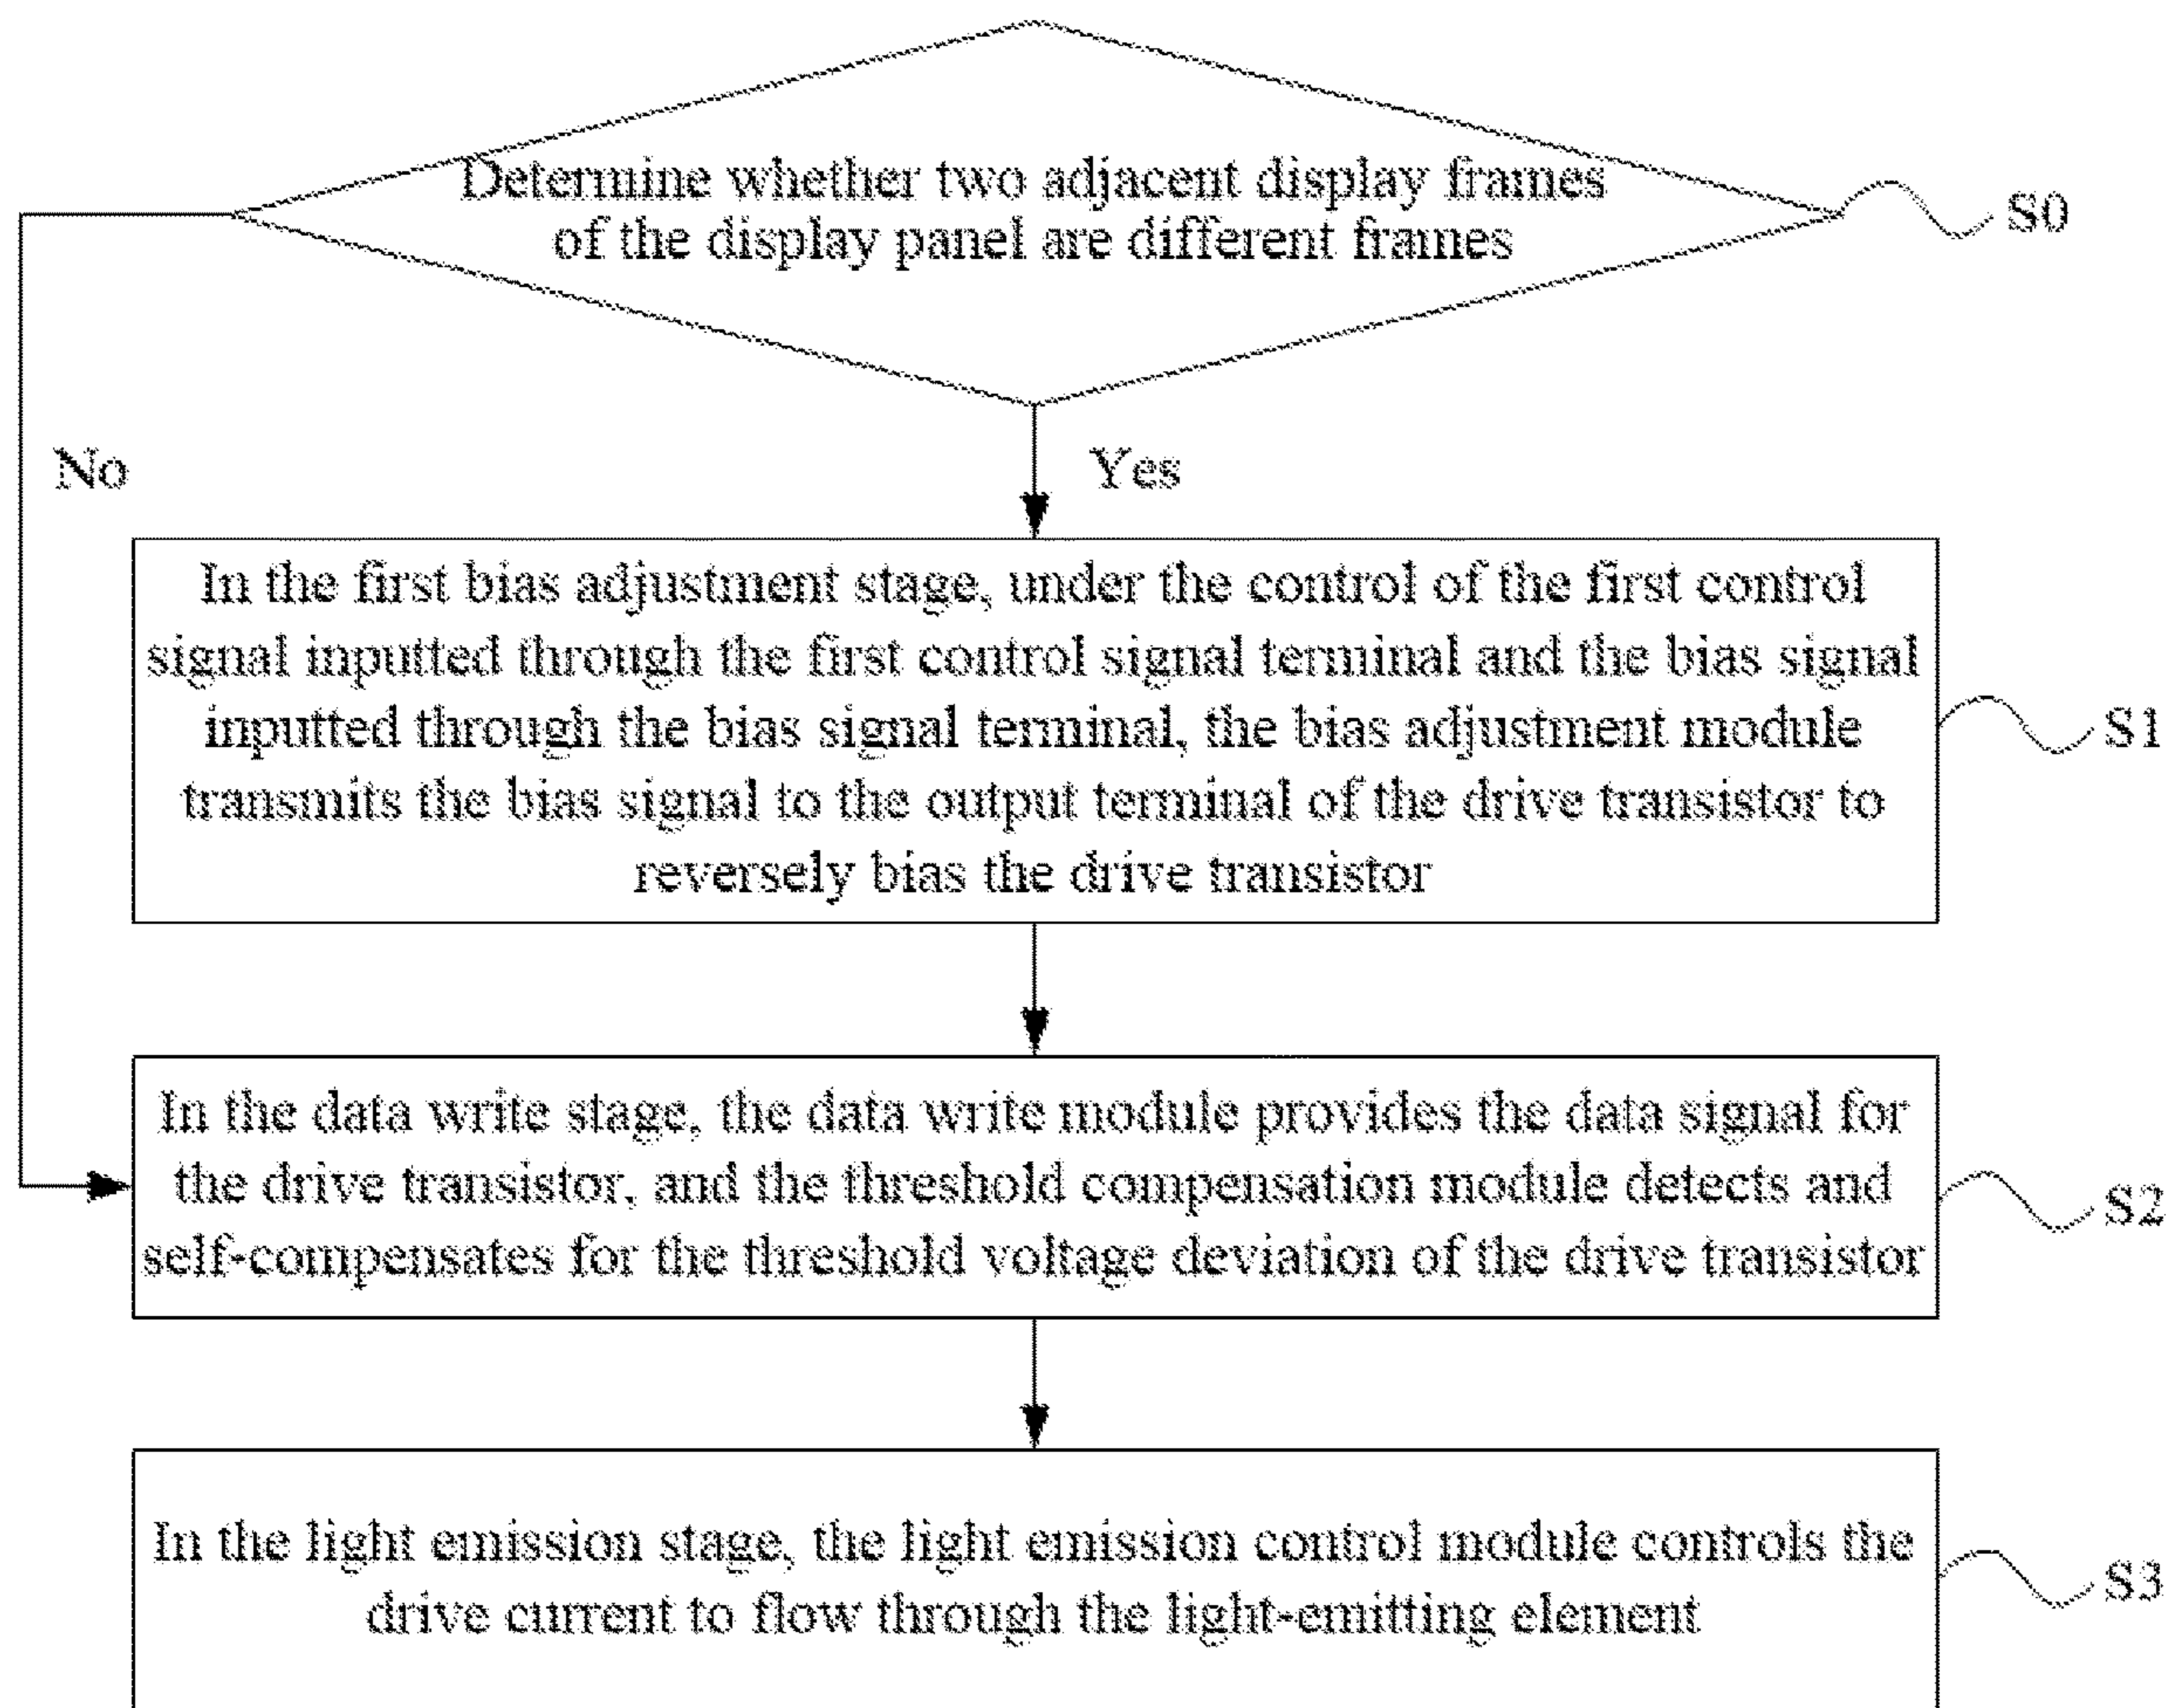 Determine whether two adjacent display frames
of the display panel are different frames
S0
No
Yes
In the first bias adjustment stage, under the control of the first control
signal inputted through the first control signal terminal and the bias signal
inputted through the bias signal terminal, the bias adjustment module
transmits the bias signal to the output terminal of the drive transistor to
reversely bias the drive transistor
S1
In the data write stage, the data write module provides the data signal for
the drive transistor, and the threshold compensation module detects and
self-compensates for the threshold voltage deviation of the drive transistor
S2
In the light emission stage, the light emission control module controls the
drive current to flow through the light-emitting element
S3